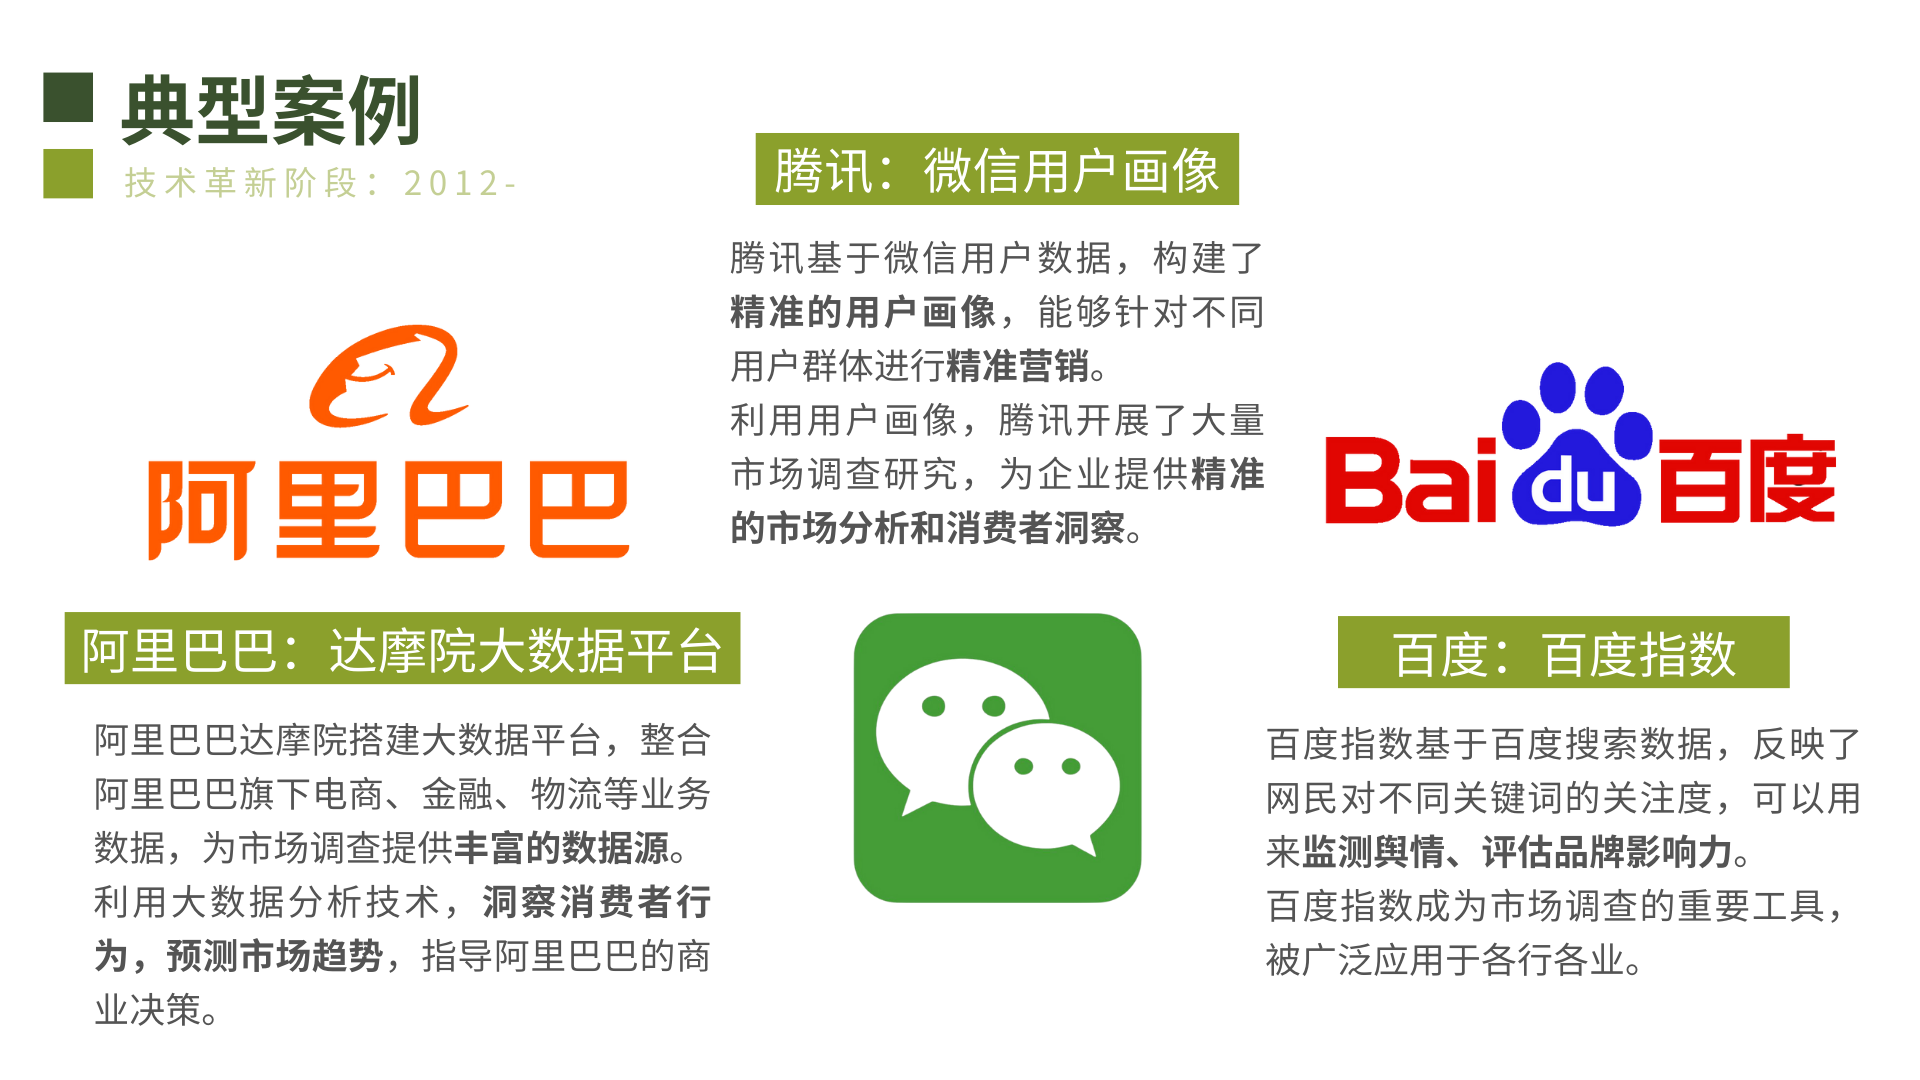 典型案例
技术革新阶段：2012-
阿里巴巴
阿里巴巴：达摩院大数据平台
阿里巴巴达摩院搭建大数据平台，整合
阿里巴巴旗下电商、金融、物流等业务
数据，为市场调查提供丰富的数据源。
利用大数据分析技术，洞察消费者行
为，预测市场趋势，指导阿里巴巴的商
业决策。
腾讯：微信用户画像
腾讯基于微信用户数据，构建了
精准的用户画像，能够针对不同
用户群体进行精准营销。
利用用户画像，腾讯开展了大量
市场调查研究，为企业提供精准
的市场分析和消费者洞察。
Baidu百度
百度：百度指数
百度指数基于百度搜索数据，反映了
网民对不同关键词的关注度，可以用
来监测舆情、评估品牌影响力。
百度指数成为市场调查的重要工具，
被广泛应用于各行各业。